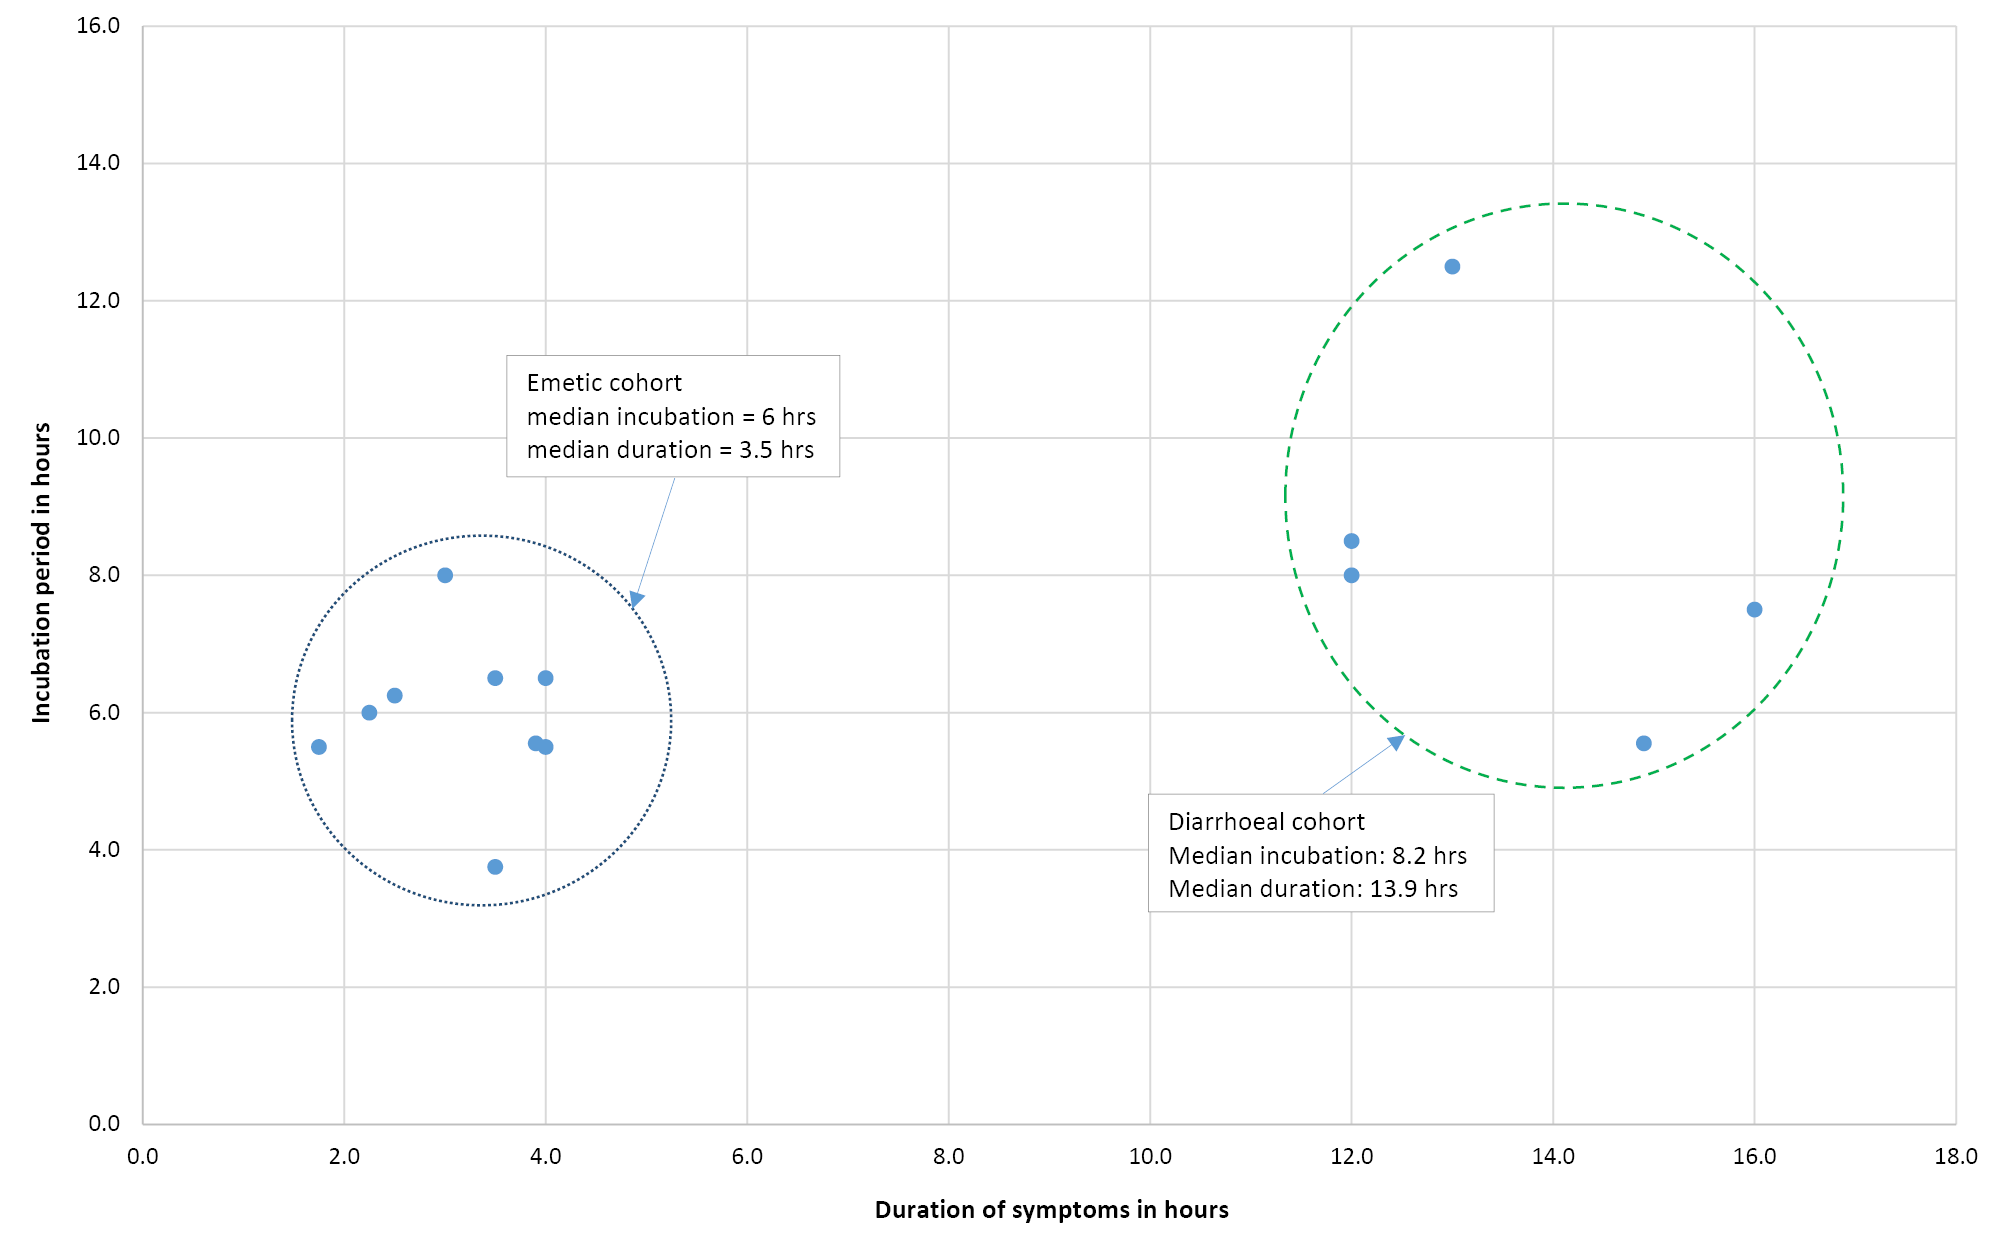 16.0
14.0
12.0
10.0
8.0
6.0
4.0
2.0
0.0
Incubation period in hours
Emetic cohort
median incubation = 6 hrs
median duration = 3.5 hrs
Diarrhoeal cohort
Median incubation: 8.2 hrs
Median duration: 13.9 hrs
0.0 2.0 4.0 6.0 8.0 10.0 12.0 14.0 16.0 18.0
Duration of symptoms in hours